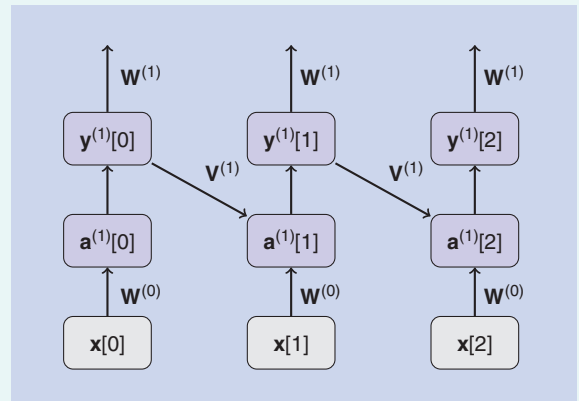 W^(1) W^(1) W^(1)
y^(1)[0] y^(1)[1] y^(1)[2]
V^(1) V^(1)
a^(1)[0] a^(1)[1] a^(1)[2]
W^(0) W^(0) W^(0)
x[0] x[1] x[2]